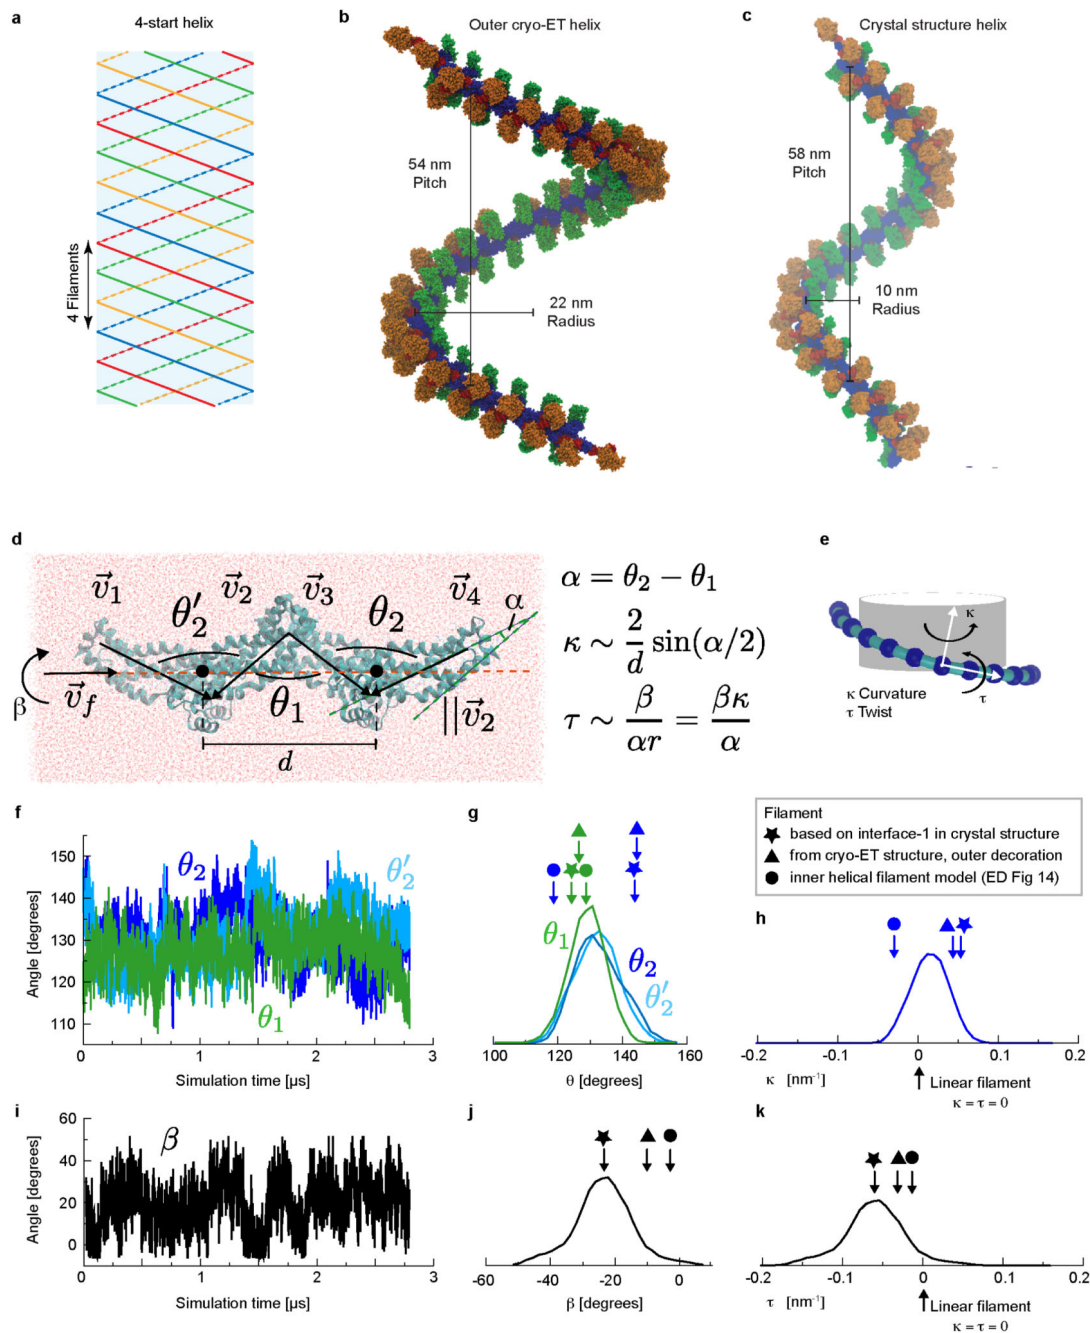 a
4-start helix
4 Filaments
b
Outer cryo-ET helix
54 nm
Pitch
22 nm
Radius
c
Crystal structure helix
58 nm
Pitch
10 nm
Radius
d
v⃗₁
θ₂′
v⃗₂
v⃗₃
θ₂
v⃗₄
α
β
v⃗f
θ₁
||v⃗₂
d
α = θ₂ − θ₁
κ ∼ 2/d sin(α/2)
τ ∼ β/αr = βκ/α
e
κ
τ
κ Curvature
τ Twist
f
Angle [degrees]
150
140
130
120
110
θ₂
θ₂′
θ₁
0
1
2
3
Simulation time [µs]
g
θ₁
θ₂
θ₂′
100
120
140
160
θ [degrees]
Filament
based on interface-1 in crystal structure
from cryo-ET structure, outer decoration
inner helical filament model (ED Fig 14)
h
-0.2
-0.1
0
0.1
0.2
κ [nm⁻¹]
Linear filament
κ = τ = 0
i
Angle [degrees]
60
40
20
0
β
0
1
2
3
Simulation time [µs]
j
-60
-40
-20
0
β [degrees]
k
-0.2
-0.1
0
0.1
0.2
τ [nm⁻¹]
Linear filament
κ = τ = 0